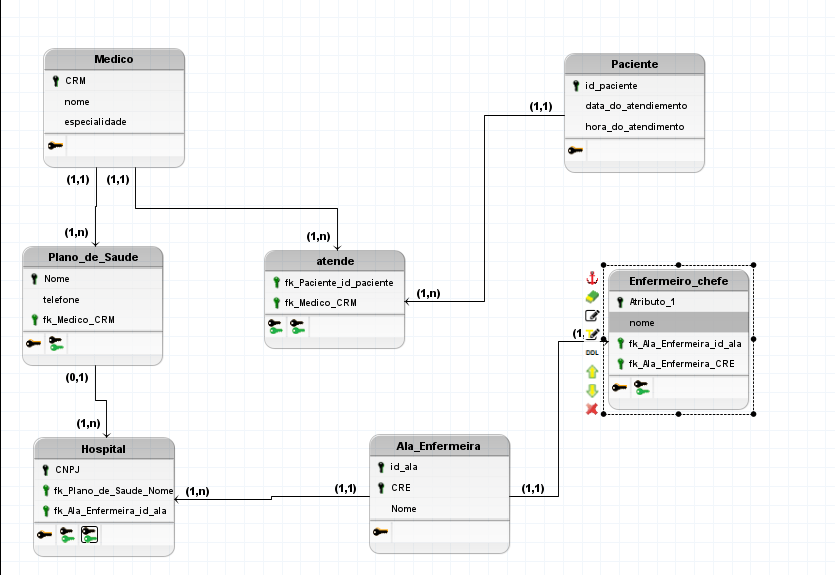 Medico
CRM
nome
especialidade
(1,1)
(1,1)
Paciente
id_paciente
data_do_atendiemento
hora_do_atendimento
(1,1)
(1,n)
Plano_de_Saude
Nome
telefone
fk_Medico_CRM
(0,1)
(1,n)
atende
fk_Paciente_id_paciente
fk_Medico_CRM
(1,n)
Enfermeiro_chefe
Atributo_1
nome
fk_Ala_Enfermeira_id_ala
fk_Ala_Enfermeira_CRE
(1,
DDL
(1,n)
Hospital
CNPJ
fk_Plano_de_Saude_Nome
fk_Ala_Enfermeira_id_ala
(1,n)
(1,1)
Ala_Enfermeira
id_ala
CRE
Nome
(1,1)